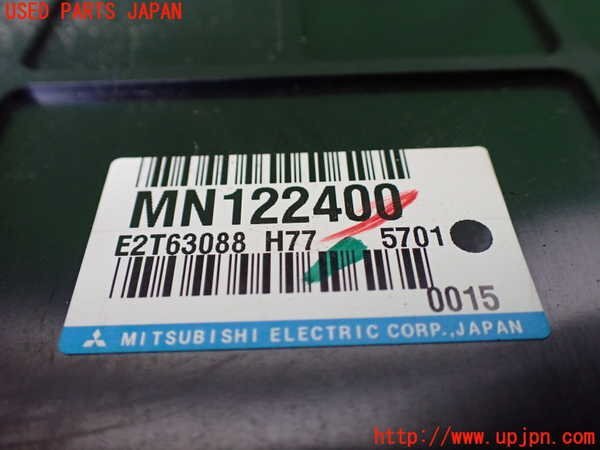 USED PARTS JAPAN
MN122400
E2T63088 H77 5701
0015
MITSUBISHI ELECTRIC CORP.,JAPAN
http://www.upjpn.com/